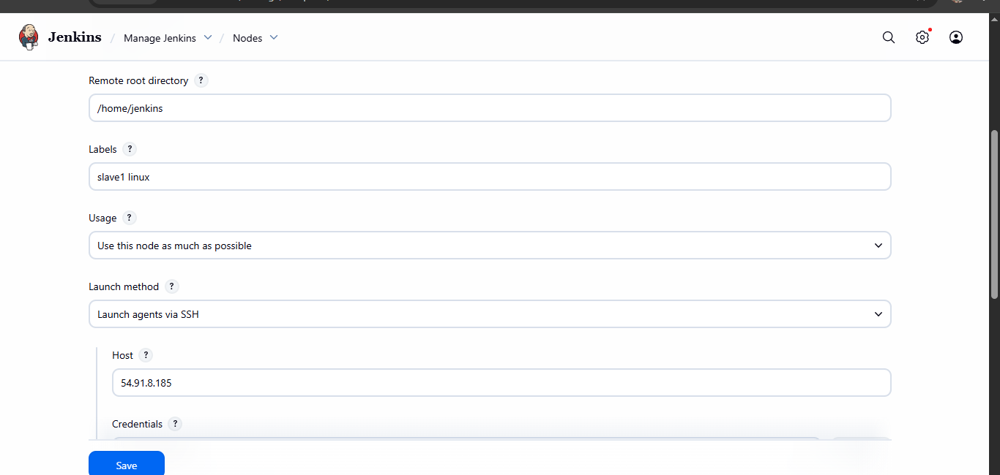 Jenkins / Manage Jenkins / Nodes
Remote root directory ?
/home/jenkins
Labels ?
slave1 linux
Usage ?
Use this node as much as possible
Launch method ?
Launch agents via SSH
Host ?
54.91.8.185
Credentials ?
Save